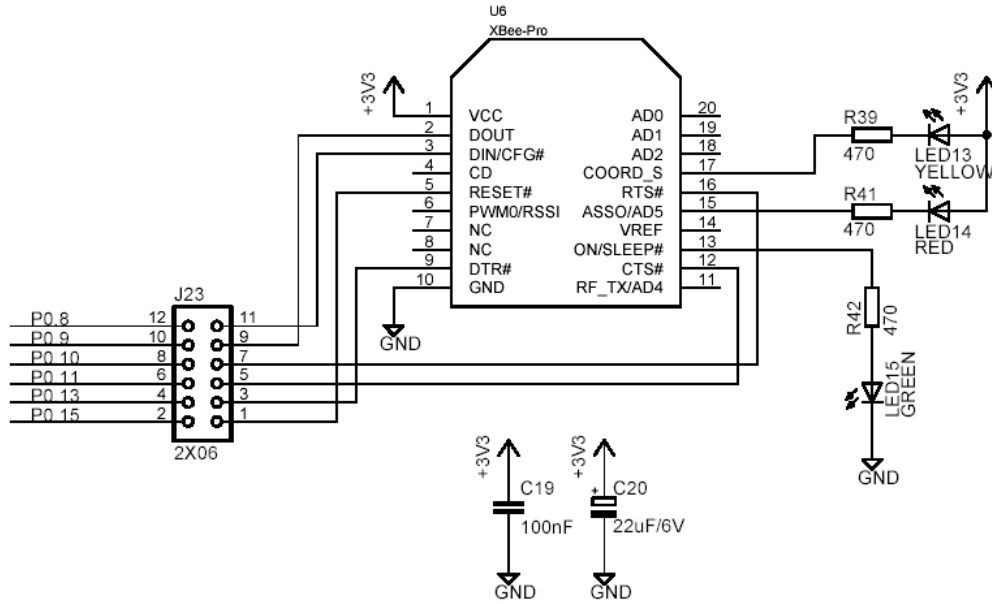 U6
XBee-Pro
+3V3
1 VCC
2 DOUT
3 DIN/CFG#
4 CD
5 RESET#
6 PWM0/RSSI
7 NC
8 NC
9 DTR#
10 GND
AD0 20
AD1 19
AD2 18
COORD_S 17
RTS# 16
ASSO/AD5 15
VREF 14
ON/SLEEP# 13
CTS# 12
RF_TX/AD4 11
GND
R39
470
LED13
YELLOW
+3V3
R41
470
LED14
RED
R42
470
LED15
GREEN
GND
J23
P0.8 12 11
P0.9 10 9
P0.10 8 7
P0.11 6 5
P0.13 4 3
P0.15 2 1
2X06
+3V3
C19
100nF
GND
+3V3
+
C20
22uF/6V
GND